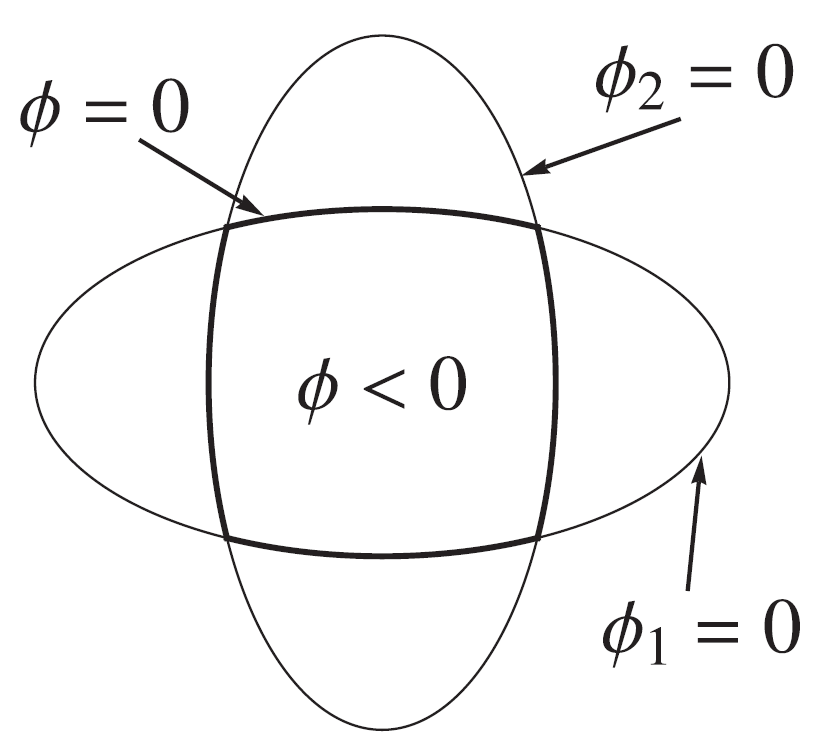 ϕ₂ = 0
ϕ = 0
ϕ < 0
ϕ₁ = 0